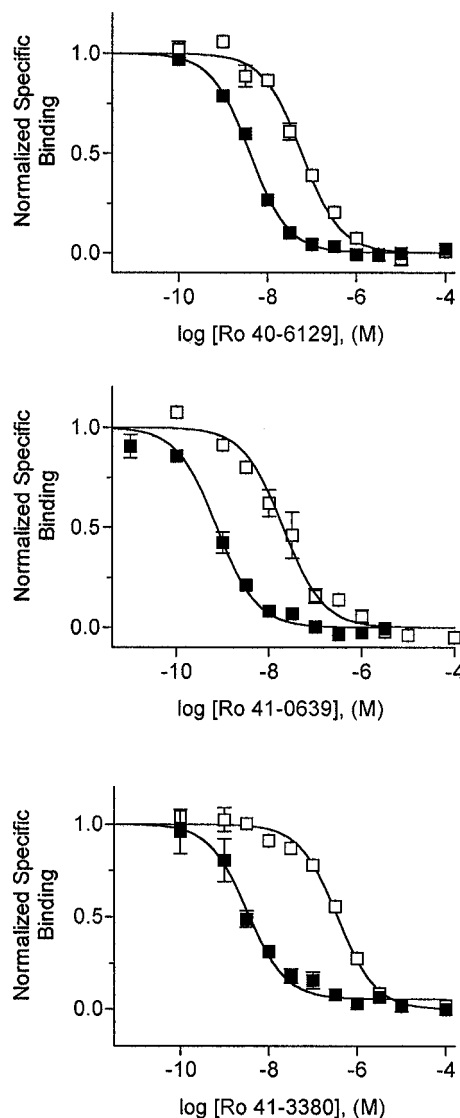 Normalized Specific
Binding
1.0
0.5
0.0
-10
-8
-6
-4
log [Ro 40-6129], (M)
Normalized Specific
Binding
1.0
0.5
0.0
-10
-8
-6
-4
log [Ro 41-0639], (M)
Normalized Specific
Binding
1.0
0.5
0.0
-10
-8
-6
-4
log [Ro 41-3380], (M)